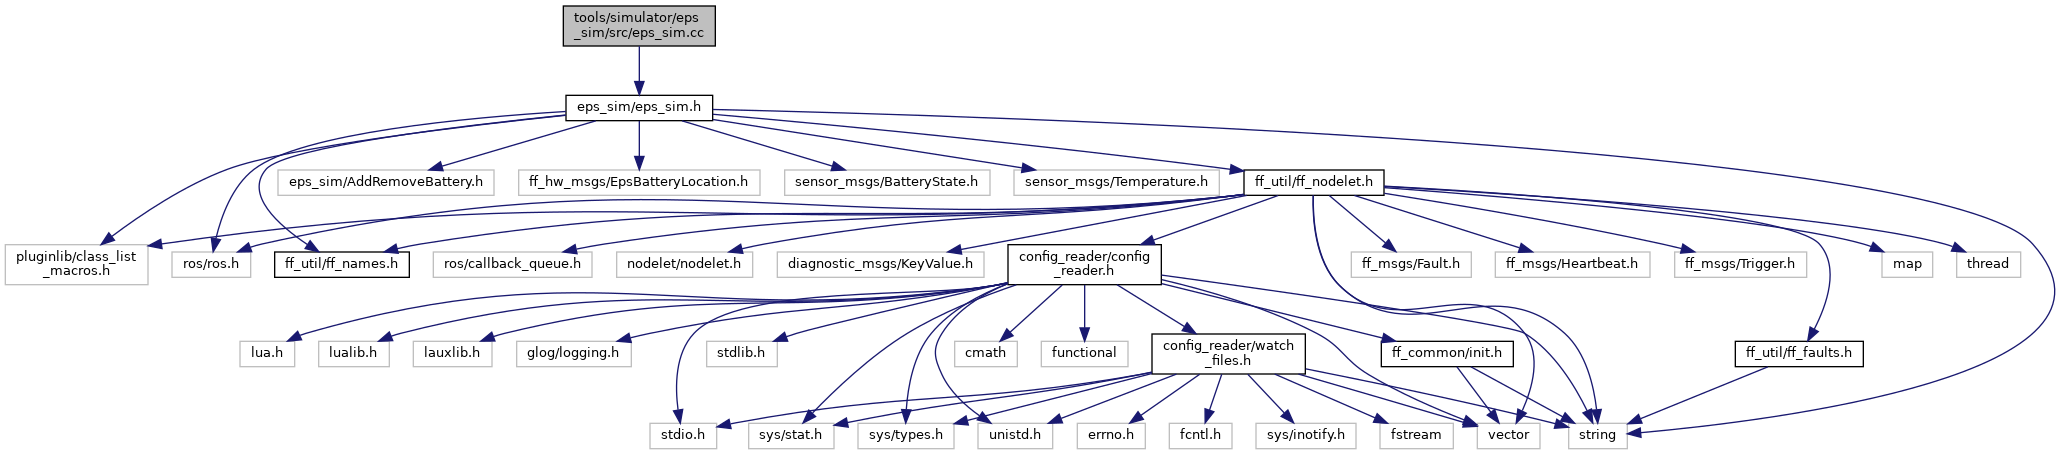 tools/simulator/eps
_sim/src/eps_sim.cc
eps_sim/eps_sim.h
eps_sim/AddRemoveBattery.h
ff_hw_msgs/EpsBatteryLocation.h
sensor_msgs/BatteryState.h
sensor_msgs/Temperature.h
ff_util/ff_nodelet.h
pluginlib/class_list
_macros.h
ros/ros.h
ff_util/ff_names.h
ros/callback_queue.h
nodelet/nodelet.h
diagnostic_msgs/KeyValue.h
config_reader/config
_reader.h
ff_msgs/Fault.h
ff_msgs/Heartbeat.h
ff_msgs/Trigger.h
map
thread
lua.h
lualib.h
lauxlib.h
glog/logging.h
stdlib.h
cmath
functional
config_reader/watch
_files.h
ff_common/init.h
ff_util/ff_faults.h
stdio.h
sys/stat.h
sys/types.h
unistd.h
errno.h
fcntl.h
sys/inotify.h
fstream
vector
string